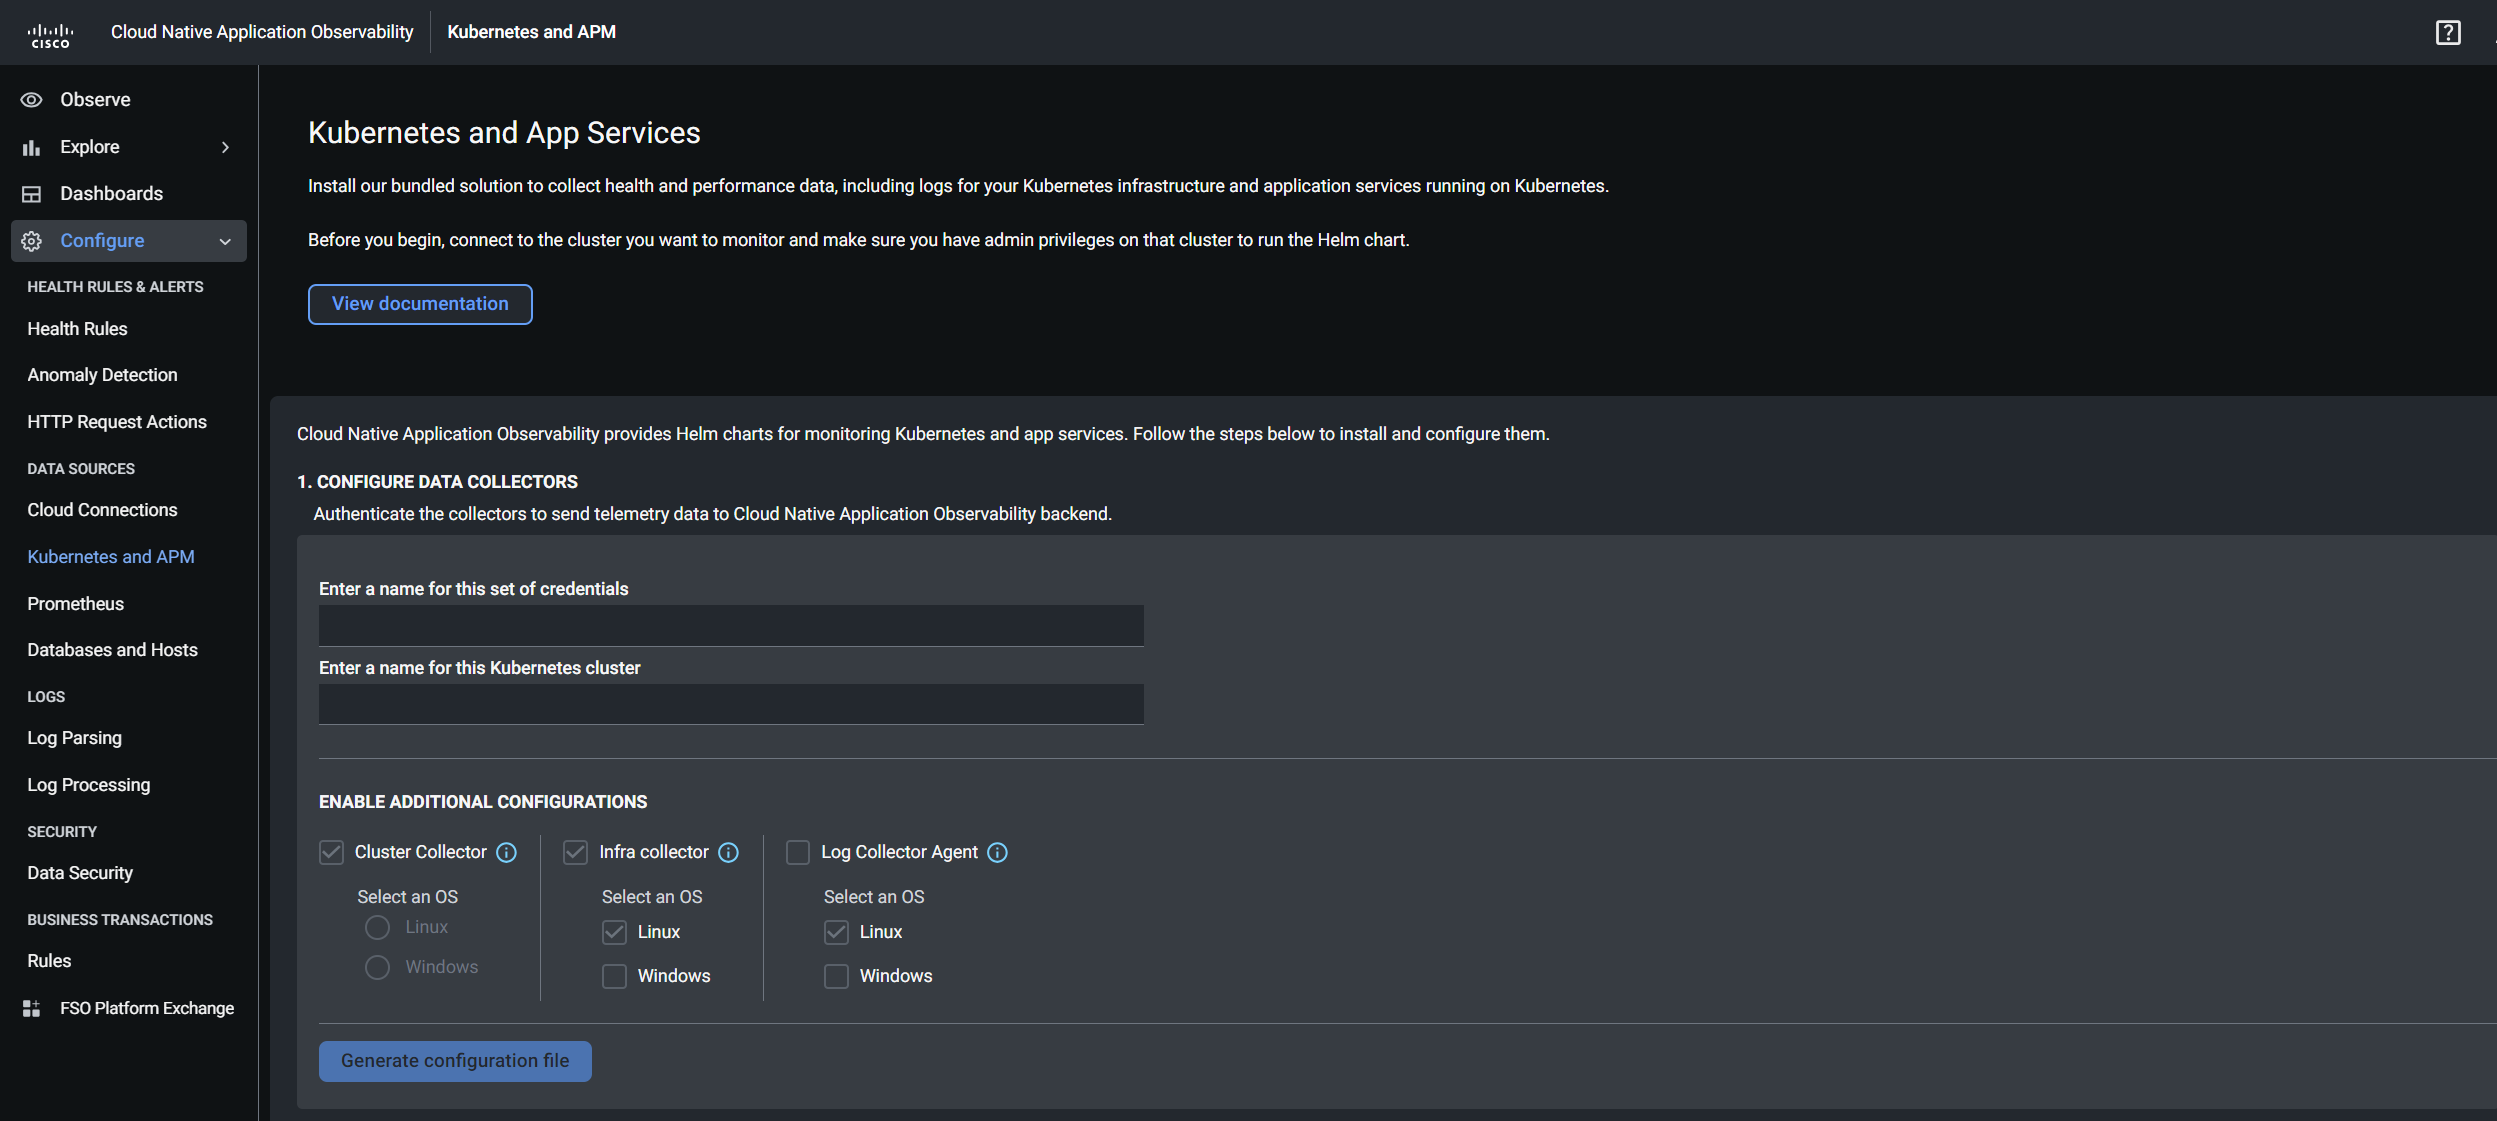 CISCO
Cloud Native Application Observability
Kubernetes and APM
?
Observe
Explore
Dashboards
Configure
HEALTH RULES & ALERTS
Health Rules
Anomaly Detection
HTTP Request Actions
DATA SOURCES
Cloud Connections
Kubernetes and APM
Prometheus
Databases and Hosts
LOGS
Log Parsing
Log Processing
SECURITY
Data Security
BUSINESS TRANSACTIONS
Rules
FSO Platform Exchange
Kubernetes and App Services
Install our bundled solution to collect health and performance data, including logs for your Kubernetes infrastructure and application services running on Kubernetes.
Before you begin, connect to the cluster you want to monitor and make sure you have admin privileges on that cluster to run the Helm chart.
View documentation
Cloud Native Application Observability provides Helm charts for monitoring Kubernetes and app services. Follow the steps below to install and configure them.
1. CONFIGURE DATA COLLECTORS
Authenticate the collectors to send telemetry data to Cloud Native Application Observability backend.
Enter a name for this set of credentials
Enter a name for this Kubernetes cluster
ENABLE ADDITIONAL CONFIGURATIONS
Cluster Collector
Select an OS
Linux
Windows
Infra collector
Select an OS
Linux
Windows
Log Collector Agent
Select an OS
Linux
Windows
Generate configuration file